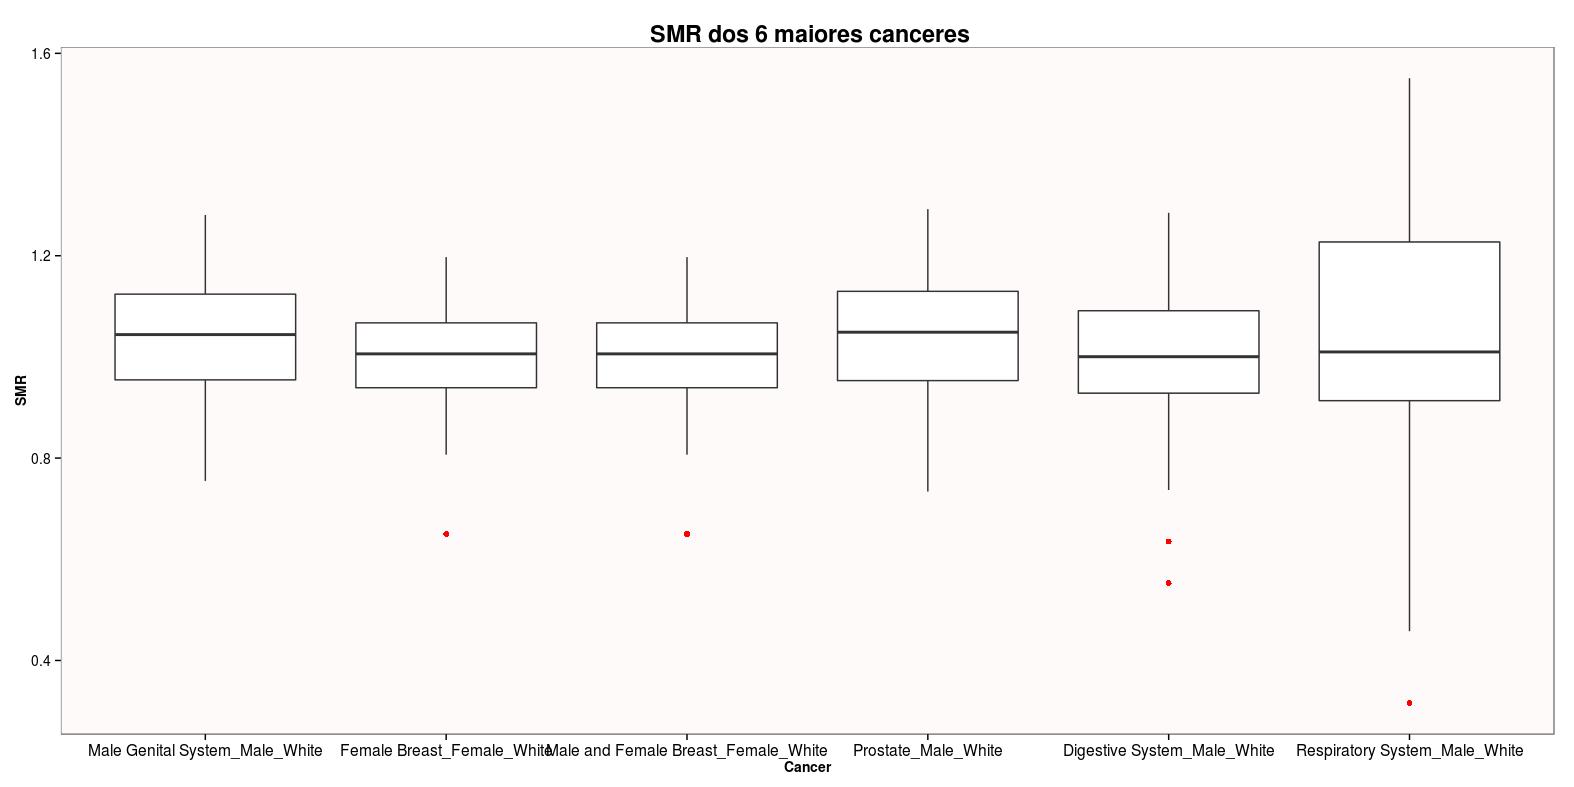 SMR dos 6 maiores canceres
1.6
1.2
0.8
0.4
SMR
Male Genital System_Male_White
Female Breast_Female_White
Male and Female Breast_Female_White
Prostate_Male_White
Digestive System_Male_White
Respiratory System_Male_White
Cancer